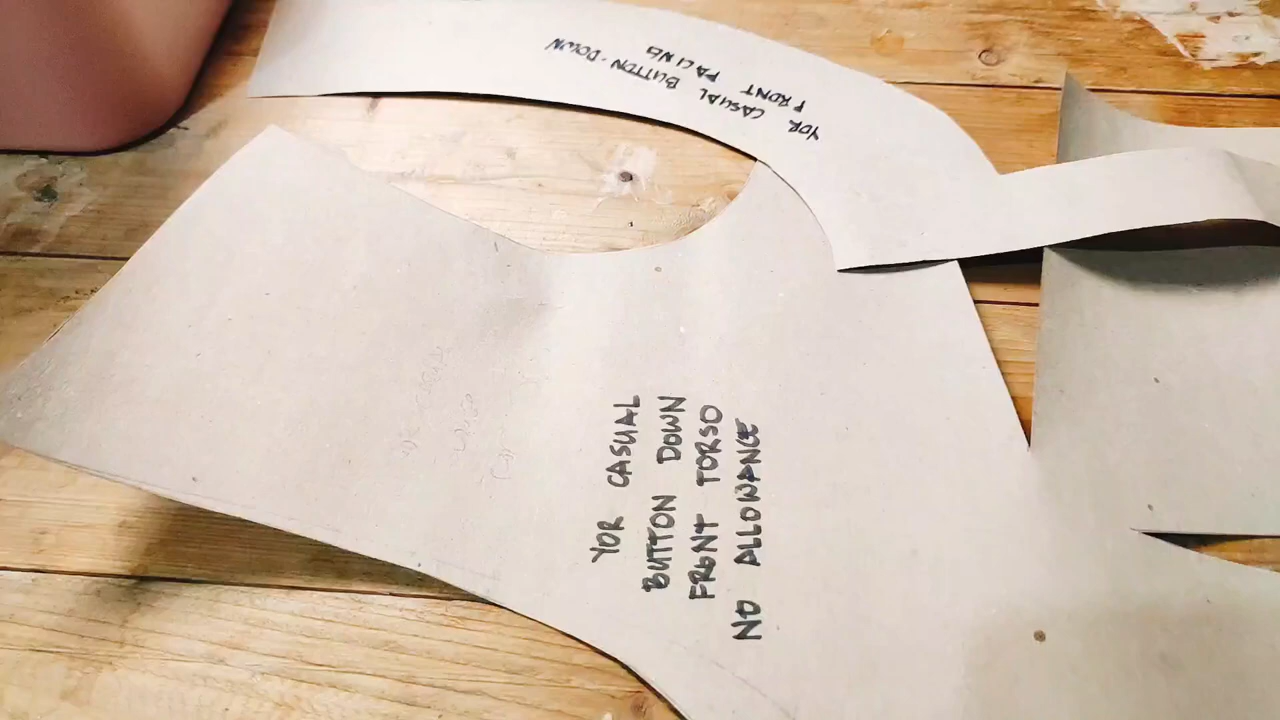 YOR CASUAL BUTTON-DOWN
FRONT FACING
YOR CASUAL
BUTTON DOWN
FRONT TORSO
NO ALLOWANCE